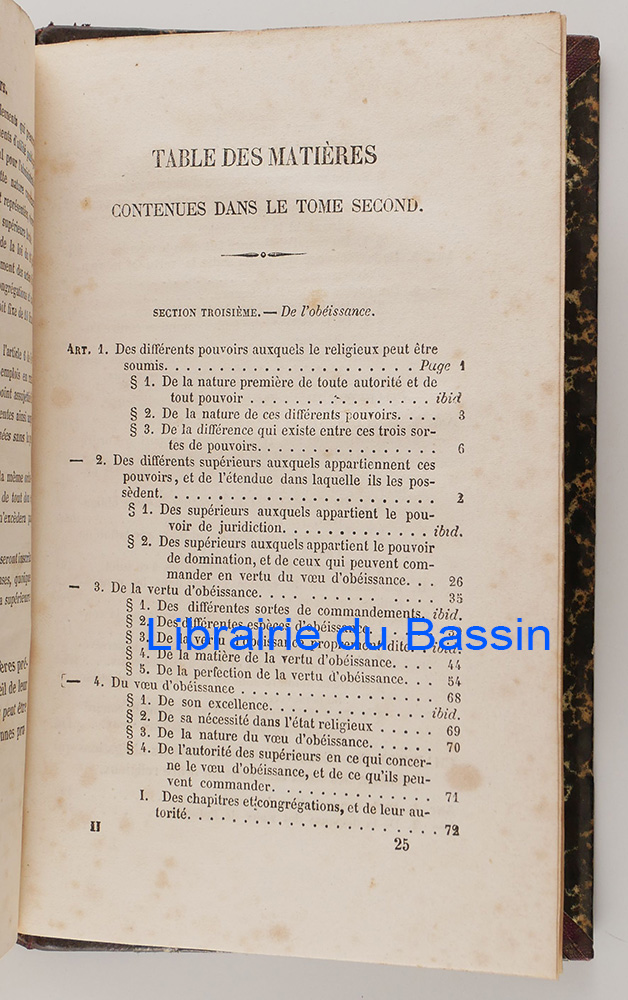 rs.
TABLE DES MATIÈRES
CONTENUES DANS LE TOME SECOND.
SECTION TROISIÈME. — De l'obéissance.
ART. 1. Des différents pouvoirs auxquels le religieux peut être
soumis. . . . . . . . . . . . . . . . . . . . Page 1
§ 1. De la nature première de toute autorité et de
tout pouvoir . . . . . . . . . . . . . . . ibid
§ 2. De la nature de ces différents pouvoirs. . . . 3
§ 3. De la différence qui existe entre ces trois sor-
tes de pouvoirs. . . . . . . . . . . . . . . 6
— 2. Des différents supérieurs auxquels appartiennent ces
pouvoirs, et de l'étendue dans laquelle ils les pos-
sèdent. . . . . . . . . . . . . . . . . . . . 2
§ 1. Des supérieurs auxquels appartient le pou-
voir de juridiction. . . . . . . . . . . . . ibid.
§ 2. Des supérieurs auxquels appartient le pouvoir
de domination, et de ceux qui peuvent com-
mander en vertu du vœu d'obéissance. . . 26
— 3. De la vertu d'obéissance. . . . . . . . . . . . . . 35
§ 1. Des différentes sortes de commandements. ibid.
§ 2. Des différentes espèces d'obéissance
§ 3. De la vertu d'obéissance proprement dite. ibid.
Librairie du Bassin
§ 4. De la matière de la vertu d'obéissance. . . . 44
§ 5. De la perfection de la vertu d'obéissance. . . 54
— 4. Du vœu d'obéissance . . . . . . . . . . . . . . . 68
§ 1. De son excellence. . . . . . . . . . . . . ibid.
§ 2. De sa nécessité dans l'état religieux . . . . . 69
§ 3. De la nature du vœu d'obéissance. . . . . . 70
§ 4. De l'autorité des supérieurs en ce qui concer-
ne le vœu d'obéissance, et de ce qu'ils peu-
vent commander. . . . . . . . . . . . . . 71
I. Des chapitres et congrégations, et de leur au-
torité. . . . . . . . . . . . . . . . . . . . 72
II
25